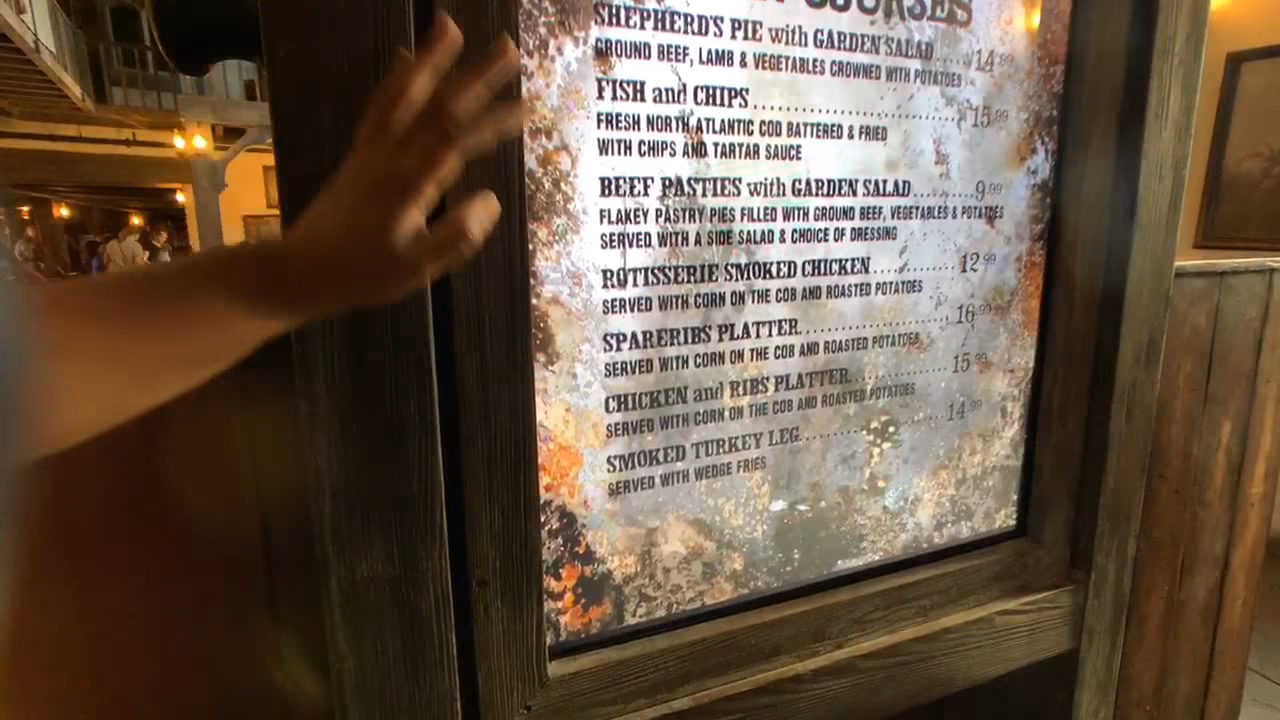 COURSES
SHEPHERD'S PIE with GARDEN SALAD.....14.99
GROUND BEEF, LAMB & VEGETABLES CROWNED WITH POTATOES
FISH and CHIPS..............................15.99
FRESH NORTH ATLANTIC COD BATTERED & FRIED
WITH CHIPS AND TARTAR SAUCE
BEEF PASTIES with GARDEN SALAD........9.99
FLAKEY PASTRY PIES FILLED WITH GROUND BEEF, VEGETABLES & POTATOES
SERVED WITH A SIDE SALAD & CHOICE OF DRESSING
ROTISSERIE SMOKED CHICKEN...........12.99
SERVED WITH CORN ON THE COB AND ROASTED POTATOES
SPARERIBS PLATTER....................16.99
SERVED WITH CORN ON THE COB AND ROASTED POTATOES
CHICKEN and RIBS PLATTER..............15.99
SERVED WITH CORN ON THE COB AND ROASTED POTATOES
SMOKED TURKEY LEG....................14.99
SERVED WITH WEDGE FRIES